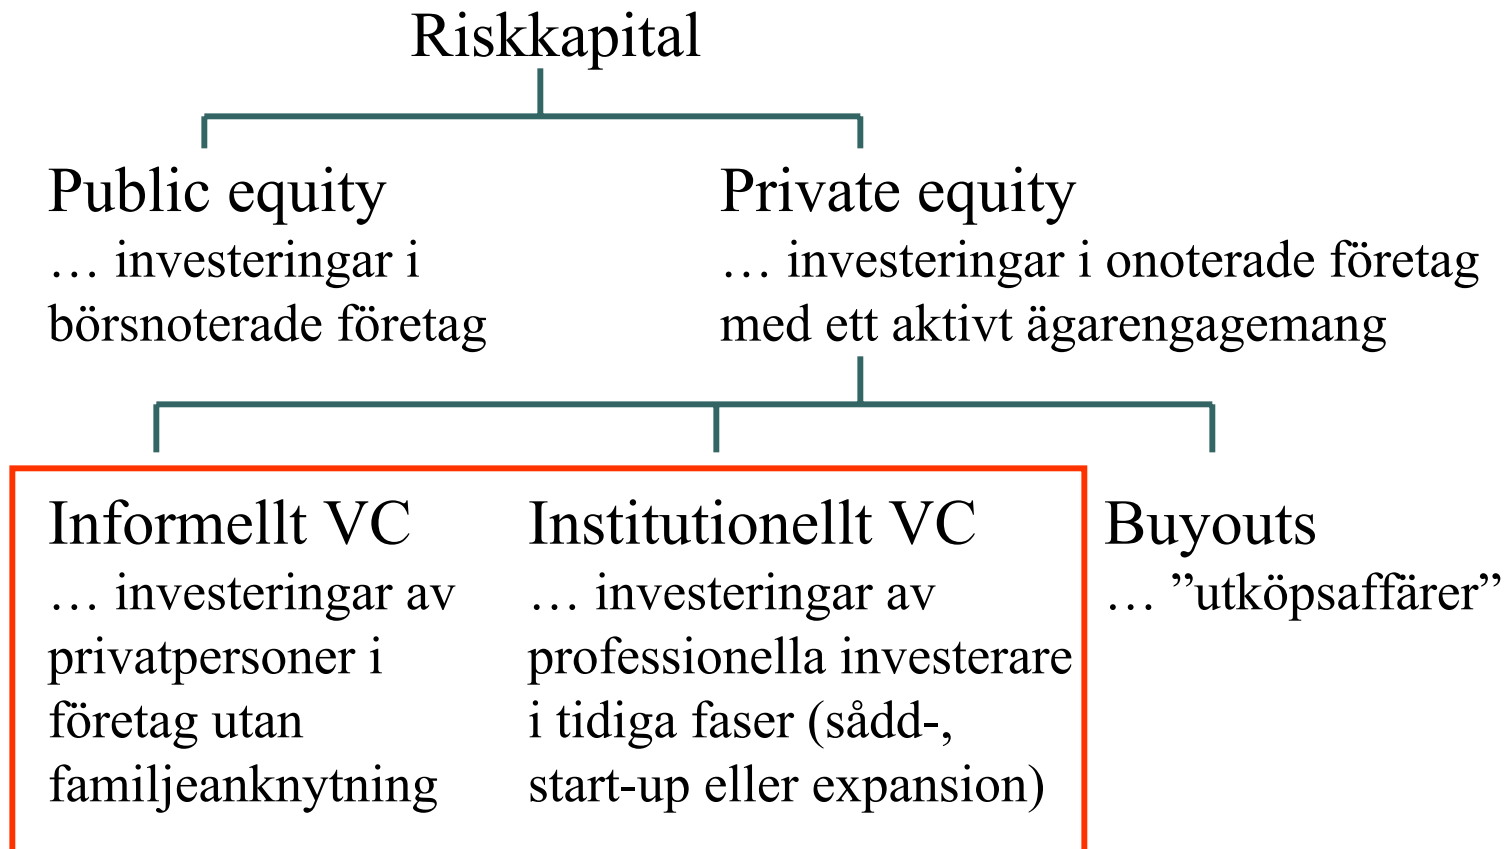 Riskkapital
Public equity
… investeringar i
börsnoterade företag
Private equity
… investeringar i onoterade företag
med ett aktivt ägarengagemang
Informellt VC
… investeringar av
privatpersoner i
företag utan
familjeanknytning
Institutionellt VC
… investeringar av
professionella investerare
i tidiga faser (sådd-,
start-up eller expansion)
Buyouts
… ”utköpsaffärer”